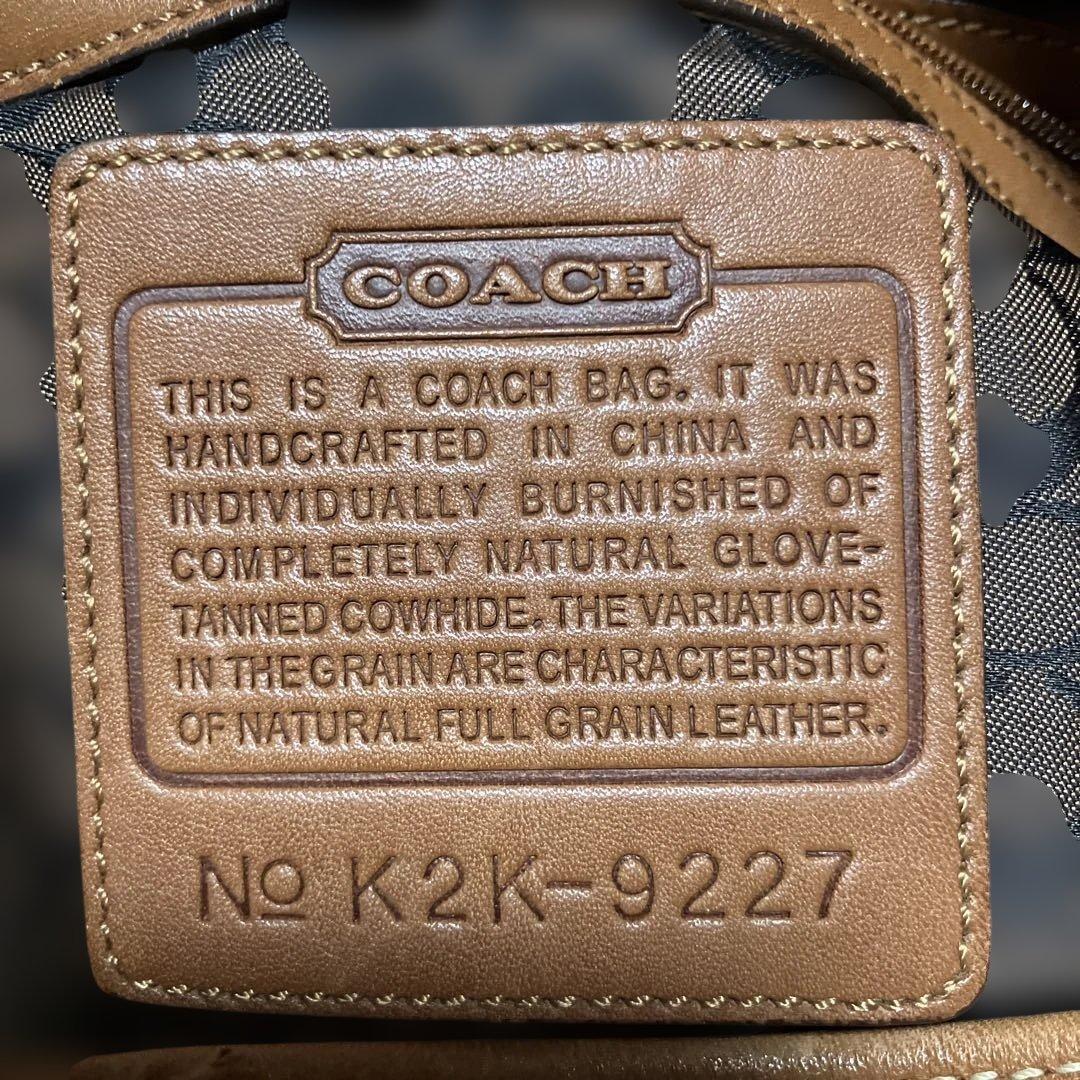 COACH
THIS IS A COACH BAG. IT WAS
HANDCRAFTED IN CHINA AND
INDIVIDUALLY BURNISHED OF
COMPLETELY NATURAL GLOVE-
TANNED COWHIDE. THE VARIATIONS
IN THE GRAIN ARE CHARACTERISTIC
OF NATURAL FULL GRAIN LEATHER.
No K2K-9227